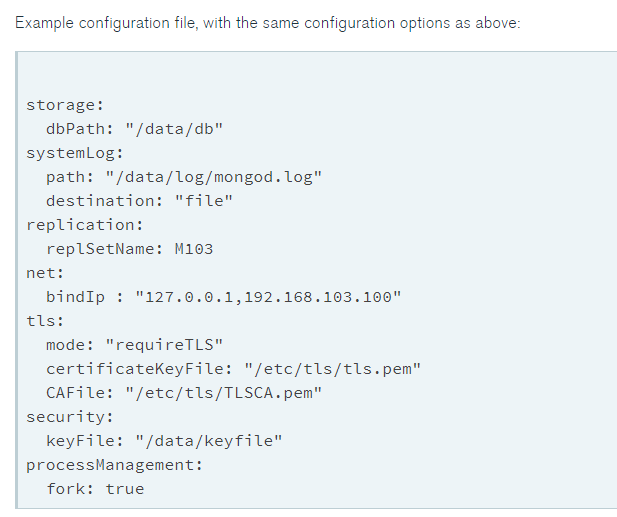 Example configuration file, with the same configuration options as above:
storage:
  dbPath: "/data/db"
systemLog:
  path: "/data/log/mongod.log"
  destination: "file"
replication:
  replSetName: M103
net:
  bindIp : "127.0.0.1,192.168.103.100"
tls:
  mode: "requireTLS"
  certificateKeyFile: "/etc/tls/tls.pem"
  CAFile: "/etc/tls/TLSCA.pem"
security:
  keyFile: "/data/keyfile"
processManagement:
  fork: true